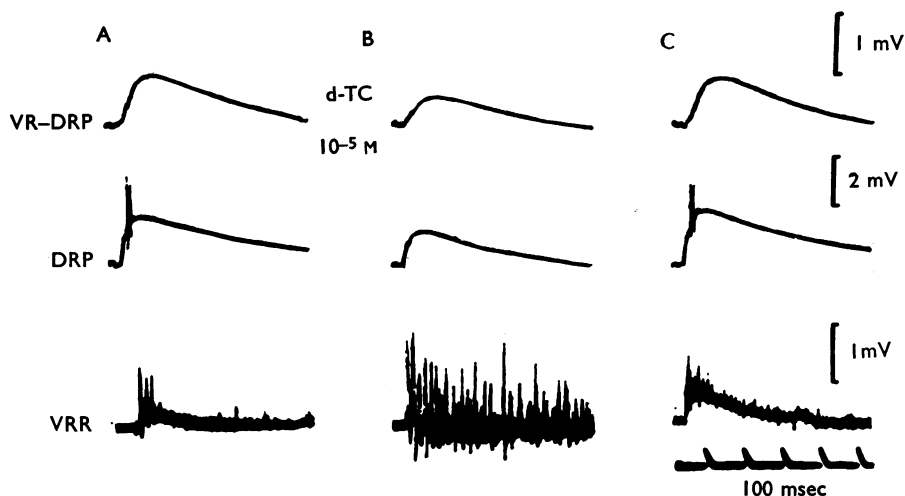 A
B
C
1 mV
VR–DRP
d-TC
10⁻⁵ M
2 mV
DRP
1mV
VRR
100 msec